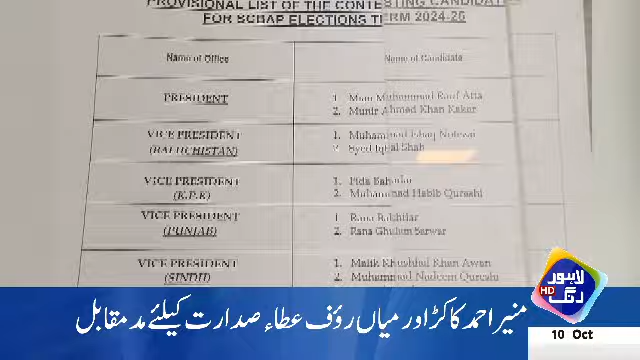 PROVISIONAL LIST OF THE CONTESTING CANDIDATE
FOR SCBAP ELECTIONS TERM 2024-25
Name of Office
Name of Candidate
PRESIDENT
1. Mian Muhammad Rauf Atta
2. Munir Ahmed Khan Kakar
VICE PRESIDENT
(BALUCHISTAN)
1. Muhammad Ishaq Notezai
2. Syed Iqbal Shah
VICE PRESIDENT
(K.P.K)
1. Fida Bahadar
2. Muhammad Habib Qureshi
VICE PRESIDENT
(PUNJAB)
1. Rana Bakhtiar
2. Rana Ghulam Sarwar
VICE PRESIDENT
(SINDH)
1. Malik Khushhal Khan Awan
2. Muhammad Nadeem Qureshi
لاہور
رنگ
HD
منیر احمد کاکڑ اور میاں رؤف عطاء صدارت کیلئے مدمقابل
10 Oct